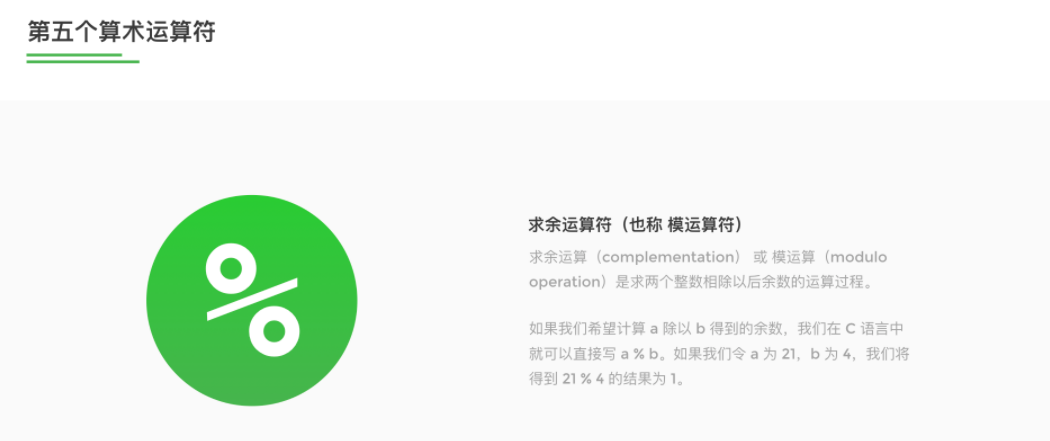 第五个算术运算符
%
求余运算符（也称 模运算符）
求余运算（complementation） 或 模运算（modulo
operation）是求两个整数相除以后余数的运算过程。
如果我们希望计算 a 除以 b 得到的余数，我们在 C 语言中
就可以直接写 a % b。如果我们令 a 为 21，b 为 4，我们将
得到 21 % 4 的结果为 1。